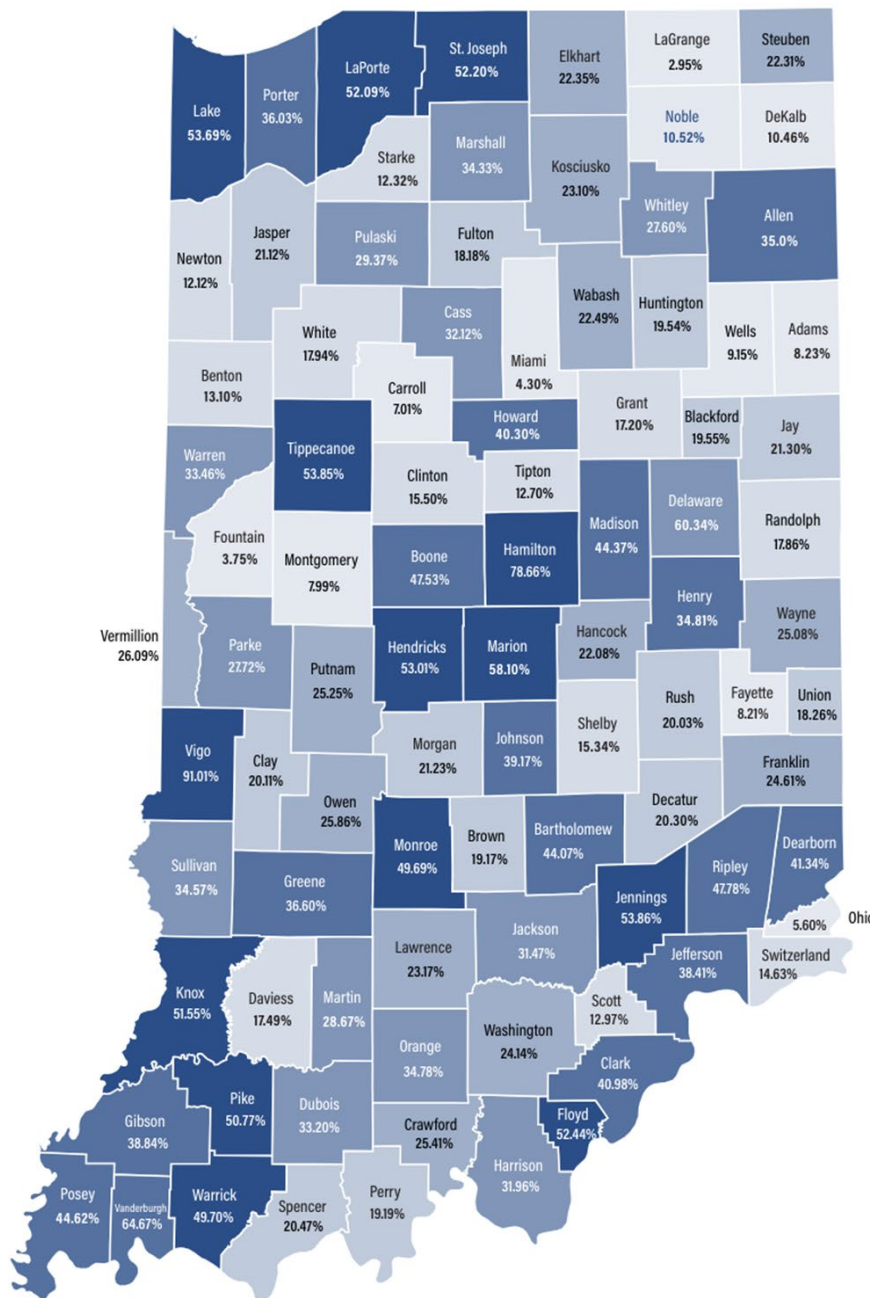 St. Joseph
52.20%
LaPorte
52.09%
Elkhart
22.35%
LaGrange
2.95%
Steuben
22.31%
Lake
53.69%
Porter
36.03%
Noble
10.52%
DeKalb
10.46%
Starke
12.32%
Marshall
34.33%
Kosciusko
23.10%
Whitley
27.60%
Allen
35.0%
Newton
12.12%
Jasper
21.12%
Pulaski
29.37%
Fulton
18.18%
Wabash
22.49%
Huntington
19.54%
Wells
9.15%
Adams
8.23%
White
17.94%
Cass
32.12%
Miami
4.30%
Benton
13.10%
Carroll
7.01%
Howard
40.30%
Grant
17.20%
Blackford
19.55%
Jay
21.30%
Warren
33.46%
Tippecanoe
53.85%
Clinton
15.50%
Tipton
12.70%
Madison
44.37%
Delaware
60.34%
Randolph
17.86%
Fountain
3.75%
Montgomery
7.99%
Boone
47.53%
Hamilton
78.66%
Henry
34.81%
Wayne
25.08%
Vermillion
26.09%
Parke
27.72%
Putnam
25.25%
Hendricks
53.01%
Marion
58.10%
Hancock
22.08%
Rush
20.03%
Fayette
8.21%
Union
18.26%
Vigo
91.01%
Clay
20.11%
Owen
25.86%
Morgan
21.23%
Johnson
39.17%
Shelby
15.34%
Franklin
24.61%
Decatur
20.30%
Sullivan
34.57%
Greene
36.60%
Monroe
49.69%
Brown
19.17%
Bartholomew
44.07%
Jennings
53.86%
Ripley
47.78%
Dearborn
41.34%
5.60% Ohio
Knox
51.55%
Daviess
17.49%
Martin
28.67%
Lawrence
23.17%
Jackson
31.47%
Jefferson
38.41%
Switzerland
14.63%
Scott
12.97%
Orange
34.78%
Washington
24.14%
Clark
40.98%
Gibson
38.84%
Pike
50.77%
Dubois
33.20%
Crawford
25.41%
Floyd
52.44%
Harrison
31.96%
Posey
44.62%
Vanderburgh
64.67%
Warrick
49.70%
Spencer
20.47%
Perry
19.19%